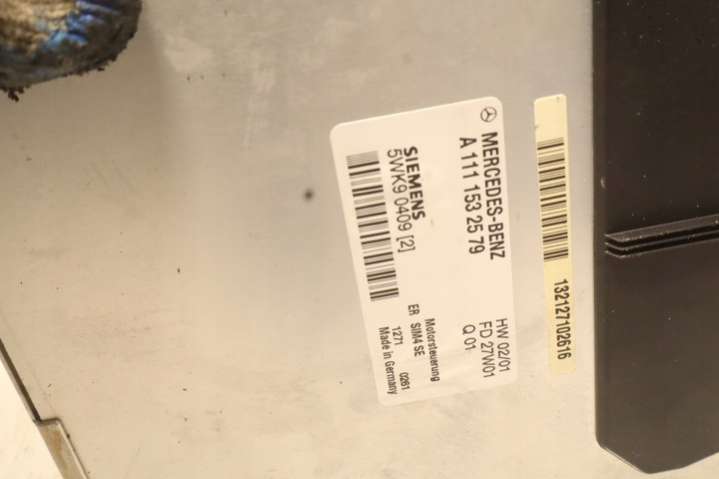 MERCEDES-BENZ
A 111 153 25 79
HW 02/01
FD 27W01
Q 01
SIEMENS
5WK9 0409 [2]
Motorsteuerung
ER SIM4 SE
1271 0261
Made in Germany
132127102616